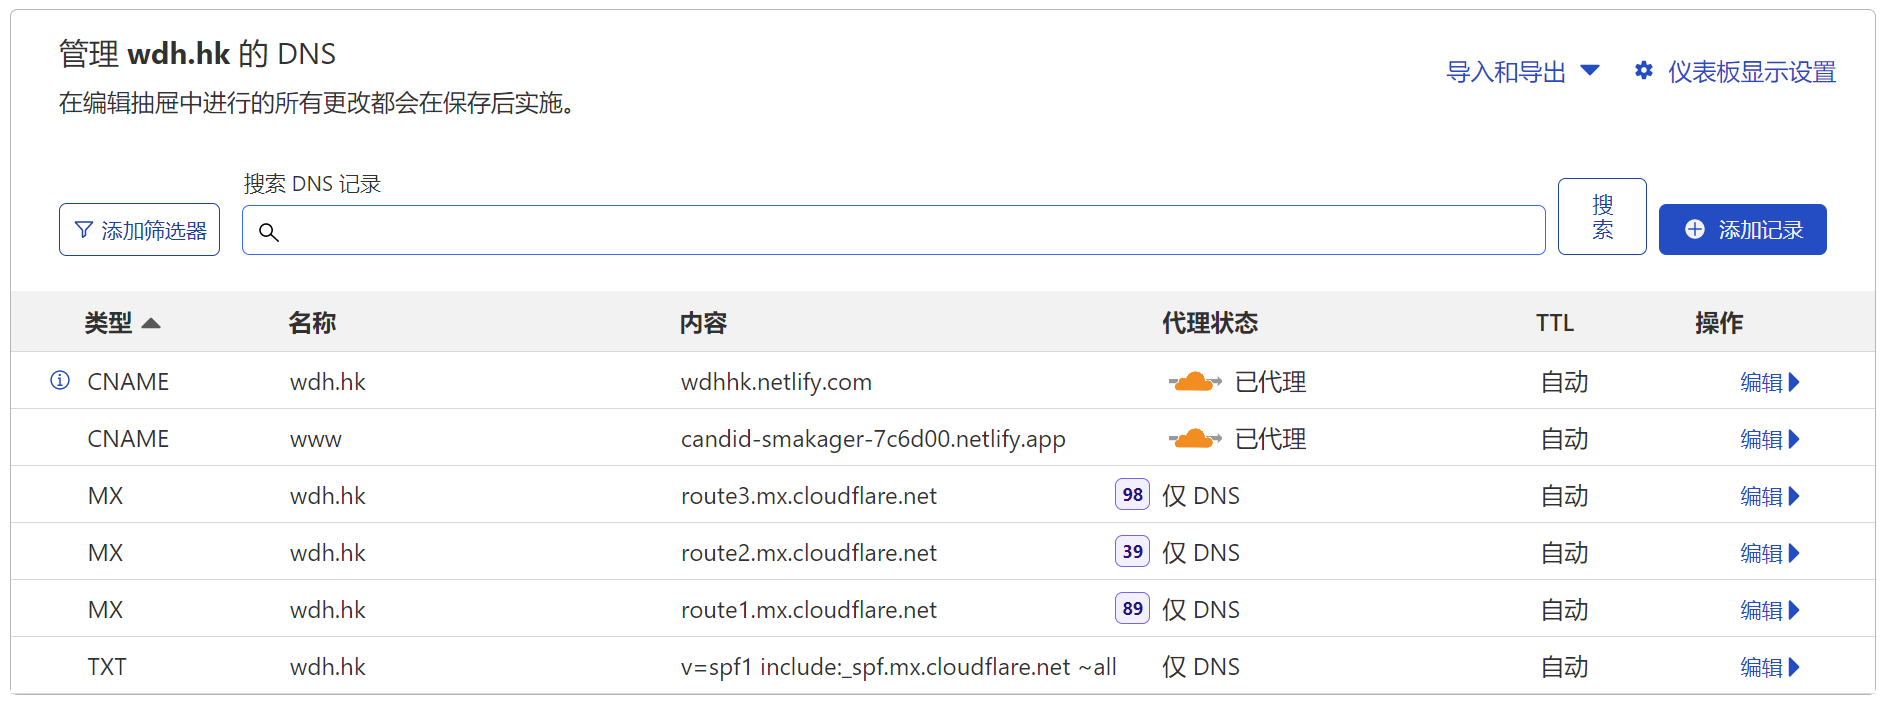 管理 wdh.hk 的 DNS
在编辑抽屉中进行的所有更改都会在保存后实施。
导入和导出 仪表板显示设置
搜索 DNS 记录
添加筛选器
搜
索
添加记录
类型 名称 内容 代理状态 TTL 操作
CNAME wdh.hk wdhhk.netlify.com 已代理 自动 编辑
CNAME www candid-smakager-7c6d00.netlify.app 已代理 自动 编辑
MX wdh.hk route3.mx.cloudflare.net 98 仅 DNS 自动 编辑
MX wdh.hk route2.mx.cloudflare.net 39 仅 DNS 自动 编辑
MX wdh.hk route1.mx.cloudflare.net 89 仅 DNS 自动 编辑
TXT wdh.hk v=spf1 include:_spf.mx.cloudflare.net ~all 仅 DNS 自动 编辑